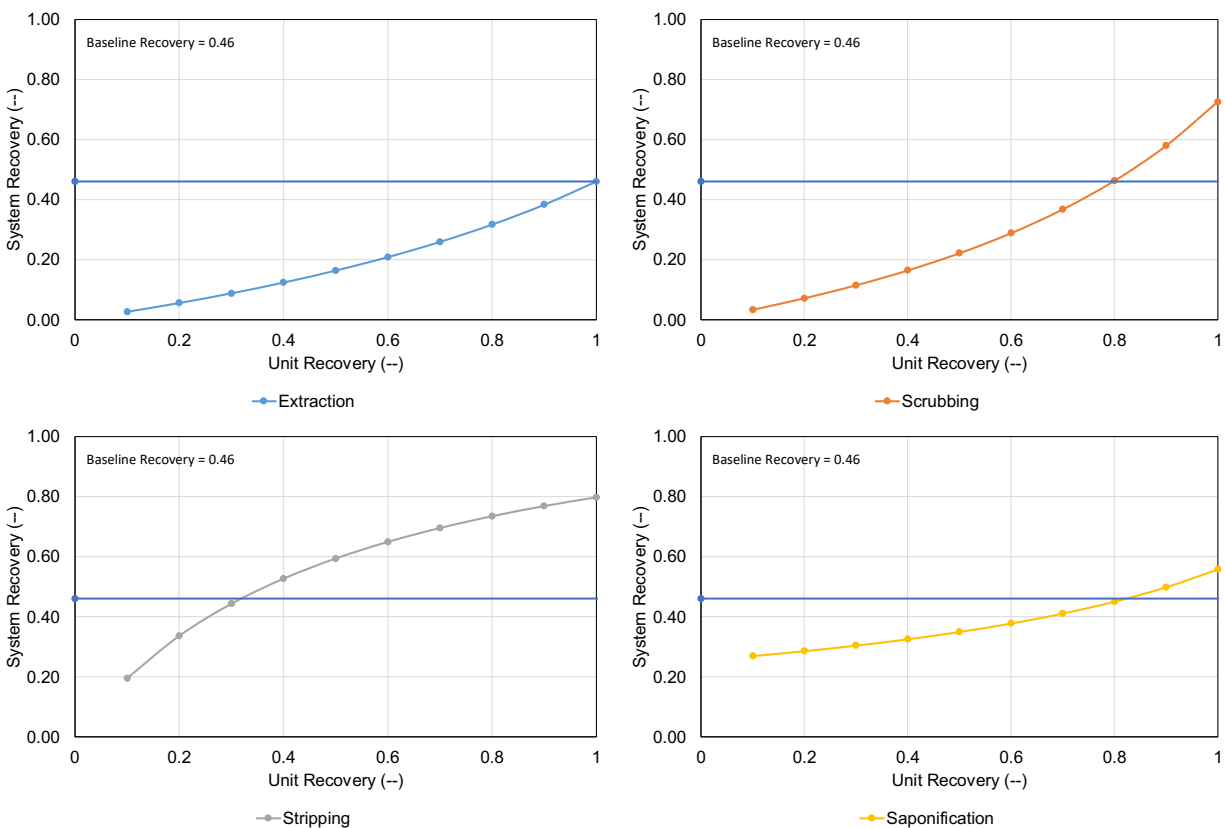 1.00
Baseline Recovery = 0.46
0.80
0.60
0.40
0.20
0.00
System Recovery (--)
0 0.2 0.4 0.6 0.8 1
Unit Recovery (--)
Extraction
1.00
Baseline Recovery = 0.46
0.80
0.60
0.40
0.20
0.00
System Recovery (--)
0 0.2 0.4 0.6 0.8 1
Unit Recovery (--)
Scrubbing
1.00
Baseline Recovery = 0.46
0.80
0.60
0.40
0.20
0.00
System Recovery (--)
0 0.2 0.4 0.6 0.8 1
Unit Recovery (--)
Stripping
1.00
Baseline Recovery = 0.46
0.80
0.60
0.40
0.20
0.00
System Recovery (--)
0 0.2 0.4 0.6 0.8 1
Unit Recovery (--)
Saponification